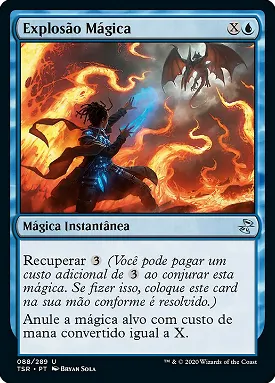 Explosão Mágica X
Mágica Instantânea
Recuperar 3 (Você pode pagar um
custo adicional de 3 ao conjurar esta
mágica. Se fizer isso, coloque este card
na sua mão conforme é resolvido.)
Anule a mágica alvo com custo de
mana convertido igual a X.
088/289 U
TSR • PT Bryan Sola
™ & © 2020 Wizards of the Coast